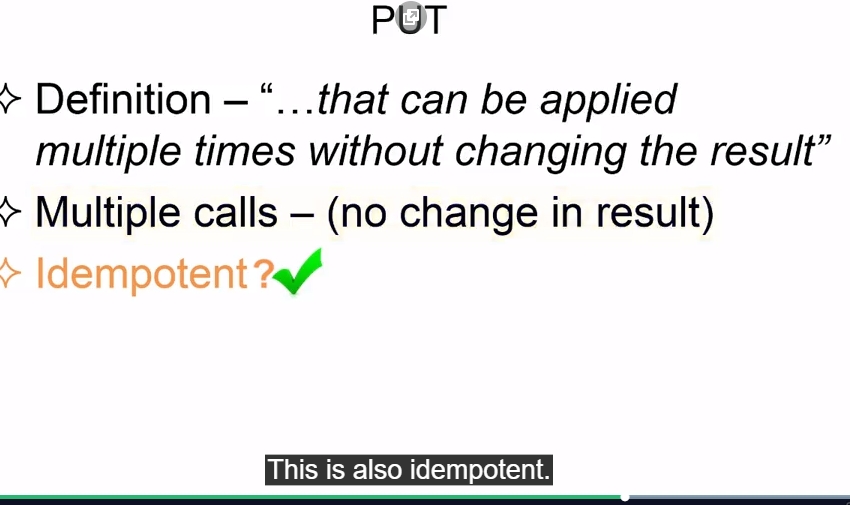 PUT
✧ Definition – “…that can be applied
multiple times without changing the result”
✧ Multiple calls – (no change in result)
✧ Idempotent?
This is also idempotent.